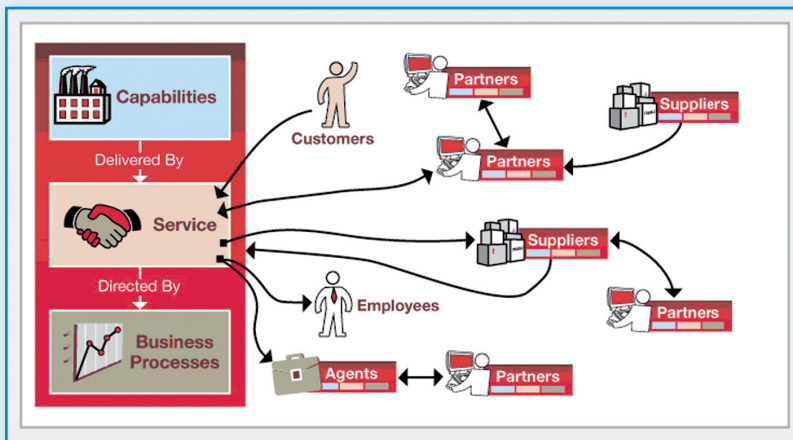 Capabilities
Delivered By
Service
Directed By
Business
Processes
Customers
Partners
Suppliers
Partners
Suppliers
Employees
Partners
Agents
Partners